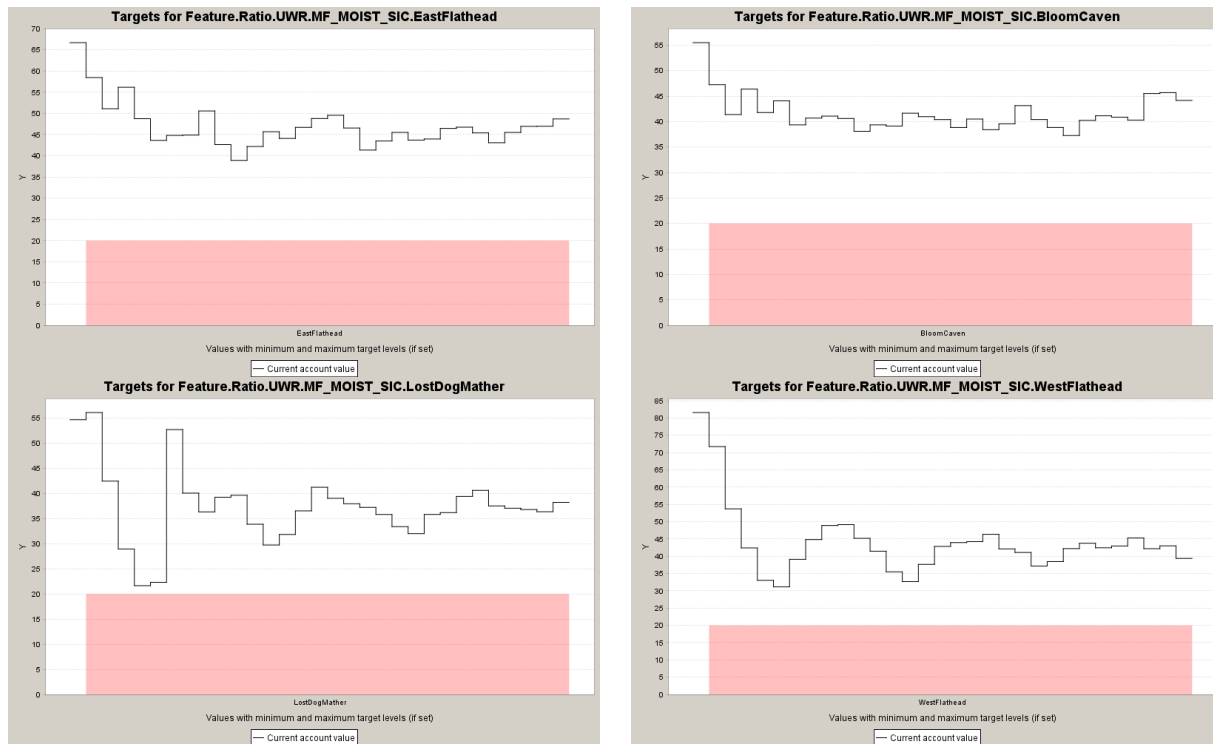 Targets for Feature.Ratio.UWR.MF_MOIST_SIC.EastFlathead
70
65
60
55
50
45
40
35
30
25
20
15
10
5
0
Y
EastFlathead
Values with minimum and maximum target levels (if set)
Current account value
Targets for Feature.Ratio.UWR.MF_MOIST_SIC.BloomCaven
55
50
45
40
35
30
25
20
15
10
5
0
Y
BloomCaven
Values with minimum and maximum target levels (if set)
Current account value
Targets for Feature.Ratio.UWR.MF_MOIST_SIC.LostDogMather
55
50
45
40
35
30
25
20
15
10
5
0
Y
LostDogMather
Values with minimum and maximum target levels (if set)
Current account value
Targets for Feature.Ratio.UWR.MF_MOIST_SIC.WestFlathead
85
80
75
70
65
60
55
50
45
40
35
30
25
20
15
10
5
0
Y
WestFlathead
Values with minimum and maximum target levels (if set)
Current account value